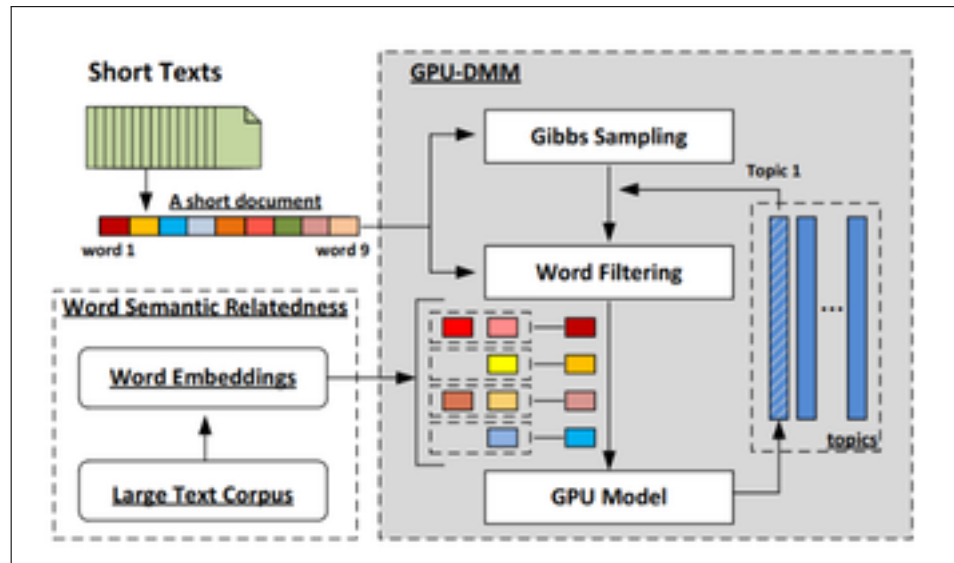 Short Texts
GPU-DMM
Gibbs Sampling
Topic 1
A short document
word 1
word 9
Word Filtering
Word Semantic Relatedness
...
Word Embeddings
topics
Large Text Corpus
GPU Model